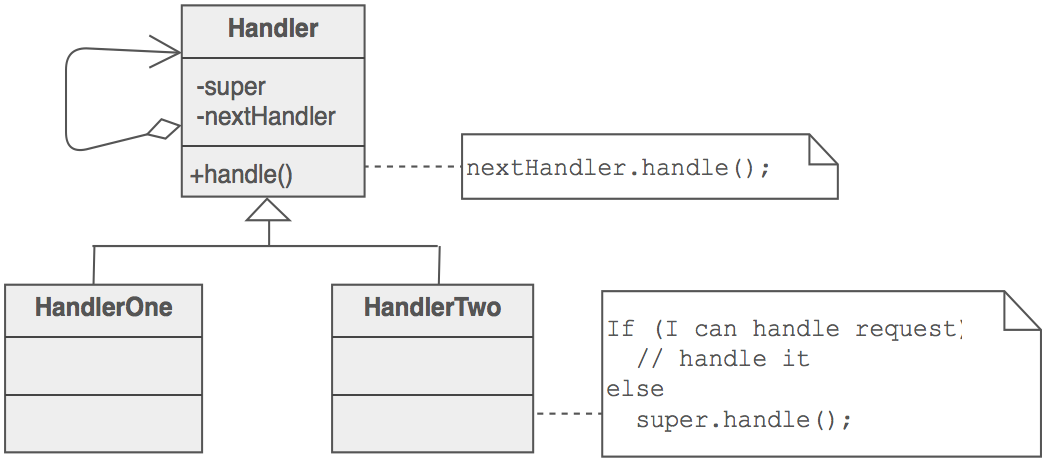 Handler
-super
-nextHandler
+handle()
nextHandler.handle();
HandlerOne
HandlerTwo
If (I can handle request)
// handle it
else
super.handle();